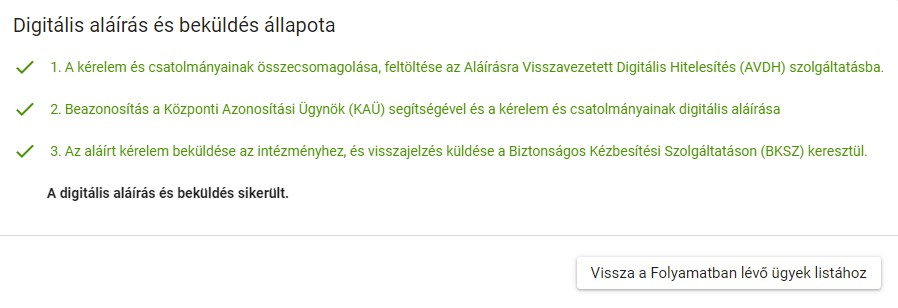 Digitális aláírás és beküldés állapota
1. A kérelem és csatolmányainak összecsomagolása, feltöltése az Aláírásra Visszavezetett Digitális Hitelesítés (AVDH) szolgáltatásba.
2. Beazonosítás a Központi Azonosítási Ügynök (KAÜ) segítségével és a kérelem és csatolmányainak digitális aláírása
3. Az aláírt kérelem beküldése az intézményhez, és visszajelzés küldése a Biztonságos Kézbesítési Szolgáltatáson (BKSZ) keresztül.
A digitális aláírás és beküldés sikerült.
Vissza a Folyamatban lévő ügyek listához